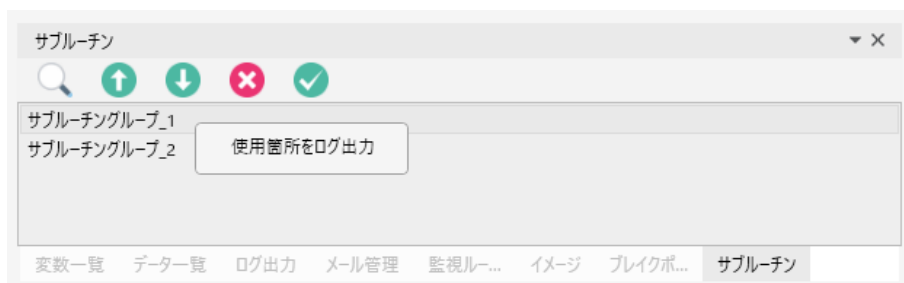 サブルーチン
サブルーチングループ_1
サブルーチングループ_2
使用箇所をログ出力
変数一覧 データ一覧 ログ出力 メール管理 監視ルー... イメージ ブレイクポ... サブルーチン